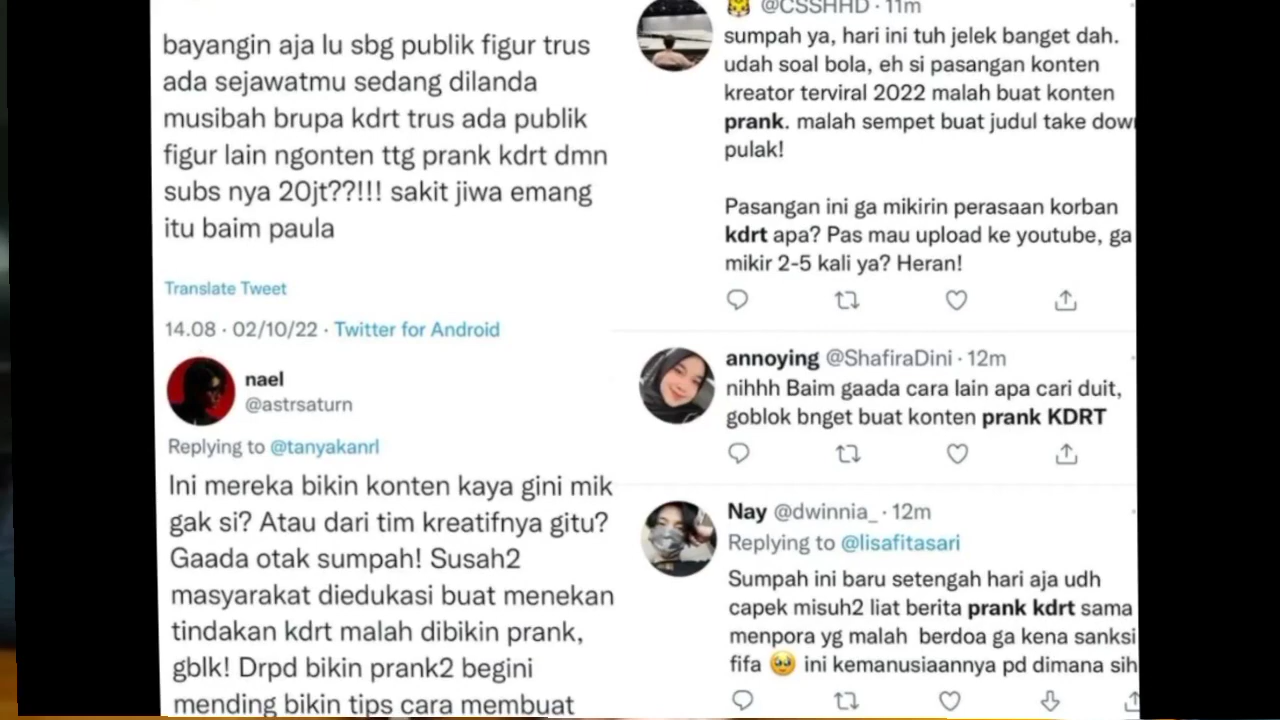 bayangin aja lu sbg publik figur trus
ada sejawatmu sedang dilanda
musibah brupa kdrt trus ada publik
figur lain ngonten ttg prank kdrt dmn
subs nya 20jt??!!! sakit jiwa emang
itu baim paula
Translate Tweet
14.08 · 02/10/22 · Twitter for Android
nael
@astrsaturn
Replying to @tanyakanrl
Ini mereka bikin konten kaya gini mik
gak si? Atau dari tim kreatifnya gitu?
Gaada otak sumpah! Susah2
masyarakat diedukasi buat menekan
tindakan kdrt malah dibikin prank,
gblk! Drpd bikin prank2 begini
mending bikin tips cara membuat
🐯 @CSSHHD · 11m
sumpah ya, hari ini tuh jelek banget dah.
udah soal bola, eh si pasangan konten
kreator terviral 2022 malah buat konten
prank. malah sempet buat judul take dow
pulak!
Pasangan ini ga mikirin perasaan korban
kdrt apa? Pas mau upload ke youtube, ga
mikir 2-5 kali ya? Heran!
annoying @ShafiraDini · 12m
nihhh Baim gaada cara lain apa cari duit,
goblok bnget buat konten prank KDRT
Nay @dwinnia_ · 12m
Replying to @lisafitasari
Sumpah ini baru setengah hari aja udh
capek misuh2 liat berita prank kdrt sama
menpora yg malah berdoa ga kena sanksi
fifa 🥹 ini kemanusiaannya pd dimana sih